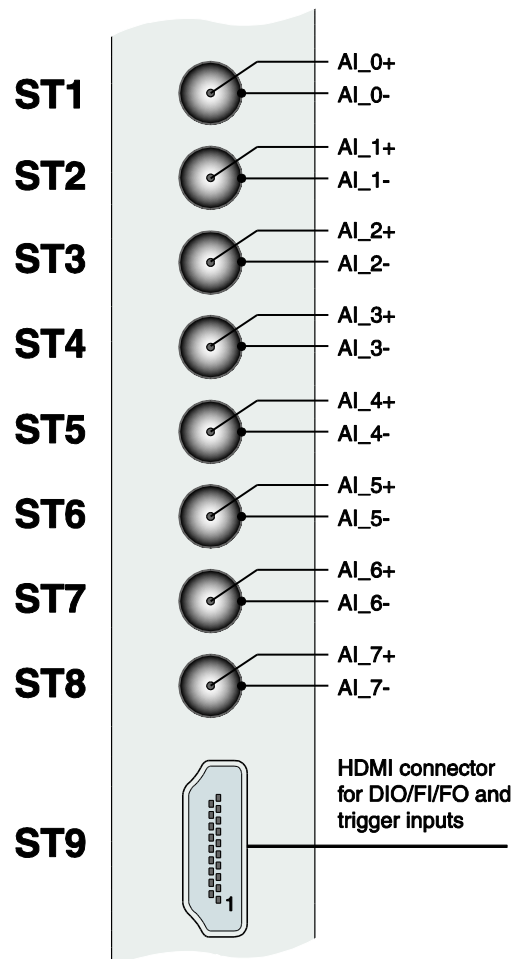 ST1
AI_0+
AI_0-
ST2
AI_1+
AI_1-
ST3
AI_2+
AI_2-
ST4
AI_3+
AI_3-
ST5
AI_4+
AI_4-
ST6
AI_5+
AI_5-
ST7
AI_6+
AI_6-
ST8
AI_7+
AI_7-
ST9
HDMI connector
for DIO/FI/FO and
trigger inputs
1